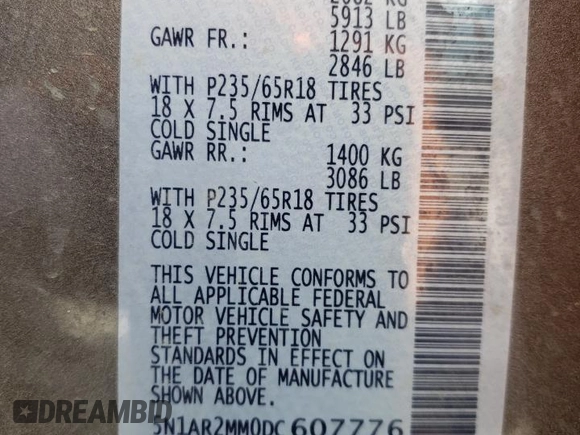 5913 LB
GAWR FR.: 1291 KG
2846 LB
WITH P235/65R18 TIRES
18 X 7.5 RIMS AT 33 PSI
COLD SINGLE
GAWR RR.: 1400 KG
3086 LB
WITH P235/65R18 TIRES
18 X 7.5 RIMS AT 33 PSI
COLD SINGLE
THIS VEHICLE CONFORMS TO
ALL APPLICABLE FEDERAL
MOTOR VEHICLE SAFETY AND
THEFT PREVENTION
STANDARDS IN EFFECT ON
THE DATE OF MANUFACTURE
SHOWN ABOVE.
5N1AR2MM0DC607776
DREAMBID